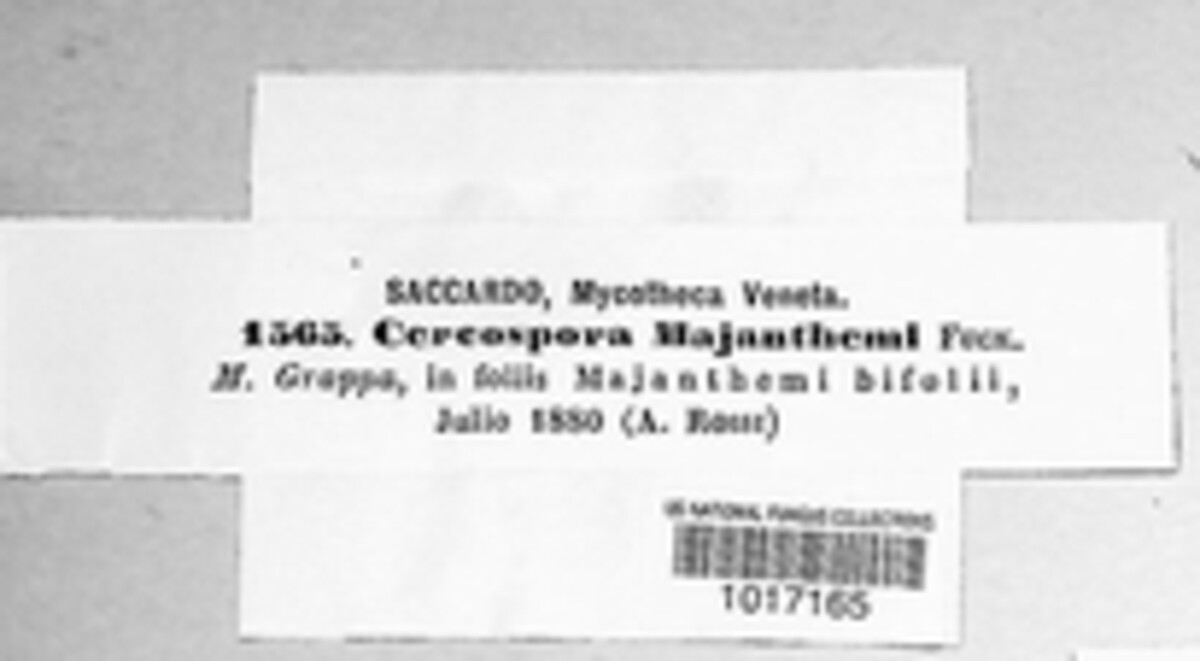 SACCARDO, Mycotheca Veneta.
1565. Cercospora Majanthemi Fuck.
M. Grappa, in foliis Majanthemi bifolii,
Julio 1880 (A.
US NATIONAL FUNGUS COLLECTIONS
1017165